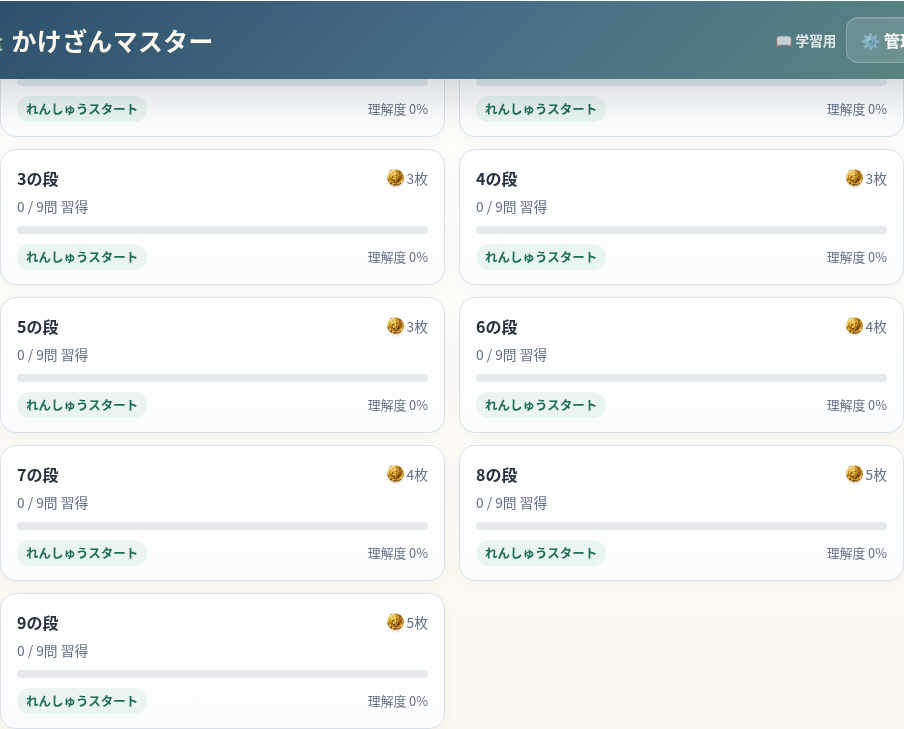 かけざんマスター
学習用
管
れんしゅうスタート 理解度 0%
れんしゅうスタート 理解度 0%
3の段 3枚
0 / 9問 習得
れんしゅうスタート 理解度 0%
4の段 3枚
0 / 9問 習得
れんしゅうスタート 理解度 0%
5の段 3枚
0 / 9問 習得
れんしゅうスタート 理解度 0%
6の段 4枚
0 / 9問 習得
れんしゅうスタート 理解度 0%
7の段 4枚
0 / 9問 習得
れんしゅうスタート 理解度 0%
8の段 5枚
0 / 9問 習得
れんしゅうスタート 理解度 0%
9の段 5枚
0 / 9問 習得
れんしゅうスタート 理解度 0%